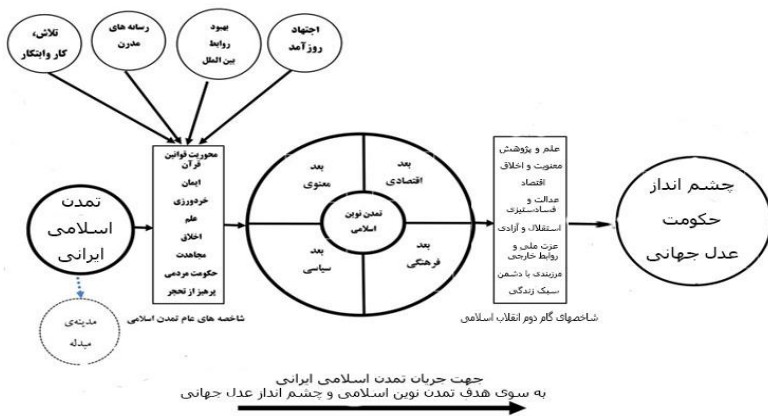 تلاش،
کار وابتکار
رسانه های
مدرن
بهبود
روابط
بین الملل
اجتهاد
روزآمد
تمدن
اسلامی
ایرانی
مدینه‌ی
مبدله
محوریت قوانین
قرآن
ایمان
خردورزی
علم
اخلاق
مجاهدت
حکومت مردمی
پرهیز از تحجر
شاخصه های عام تمدن اسلامی
بعد
معنوی
بعد
اقتصادی
تمدن نوین
اسلامی
بعد
سیاسی
بعد
فرهنگی
علم و پژوهش
معنویت و اخلاق
اقتصاد
عدالت و
فسادستیزی
استقلال و آزادی
عزت ملی و
روابط خارجی
مرزبندی با دشمن
سبک زندگی
شاخصهای گام دوم انقلاب اسلامی
چشم انداز
حکومت
عدل جهانی
جهت جریان تمدن اسلامی ایرانی
به سوی هدف تمدن نوین اسلامی و چشم انداز عدل جهانی